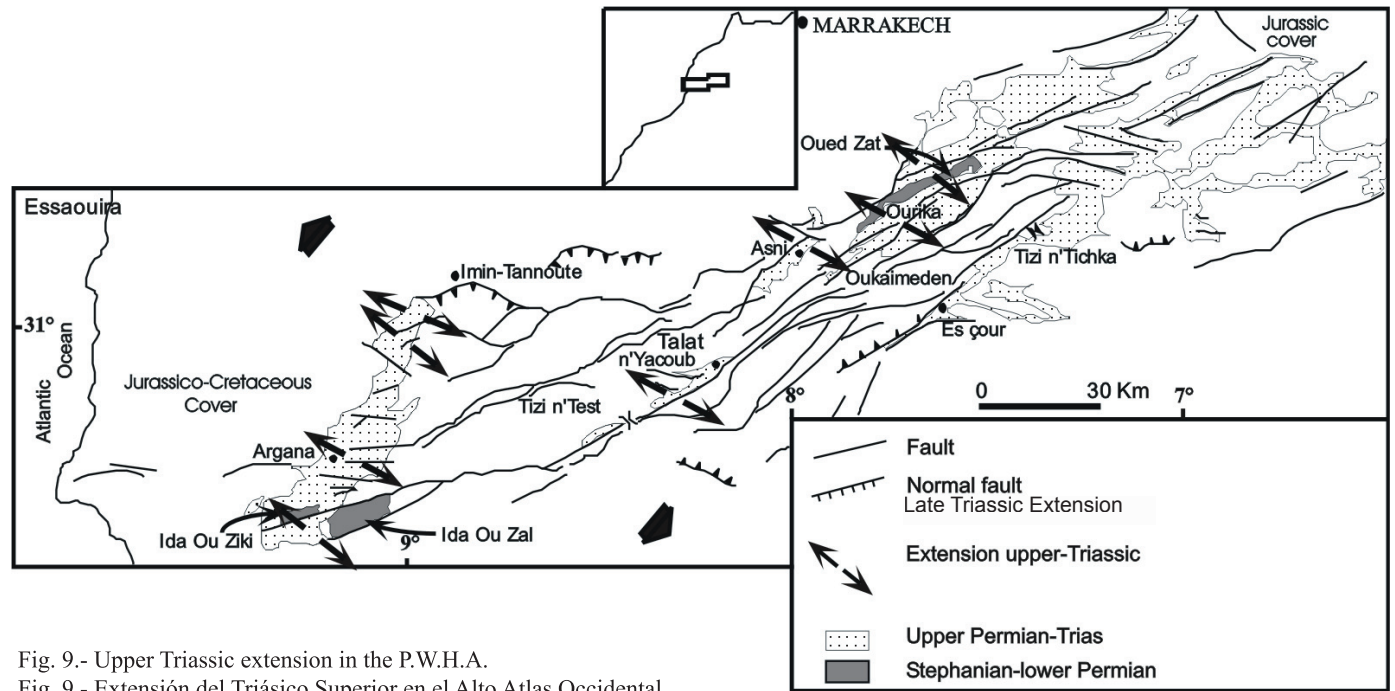 MARRAKECH
Jurassic
cover
Oued Zat
Essaouira
Ourika
Asni
Tizi n'Tichka
Imin-Tannoute
Oukaimeden
31°
Es çour
Talat
n'Yacoub
Atlantic
Ocean
Jurassico-Cretaceous
Cover
Tizi n'Test
8°
0 30 Km
7°
Argana
Ida Ou Ziki
9°
Ida Ou Zal
Fault
Normal fault
Late Triassic Extension
Extension upper-Triassic
Upper Permian-Trias
Stephanian-lower Permian
Fig. 9.- Upper Triassic extension in the P.W.H.A.
Fig. 9.- Extensión del Triásico Superior en el Alto Atlas Occidental